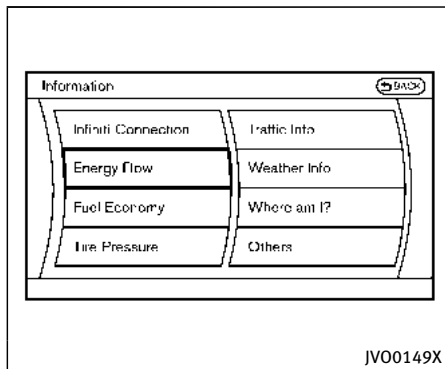 Information
BACK
Infiniti Connection
Traffic Info
Energy Flow
Weather Info
Fuel Economy
Where am I?
Tire Pressure
Others
JVO0149X